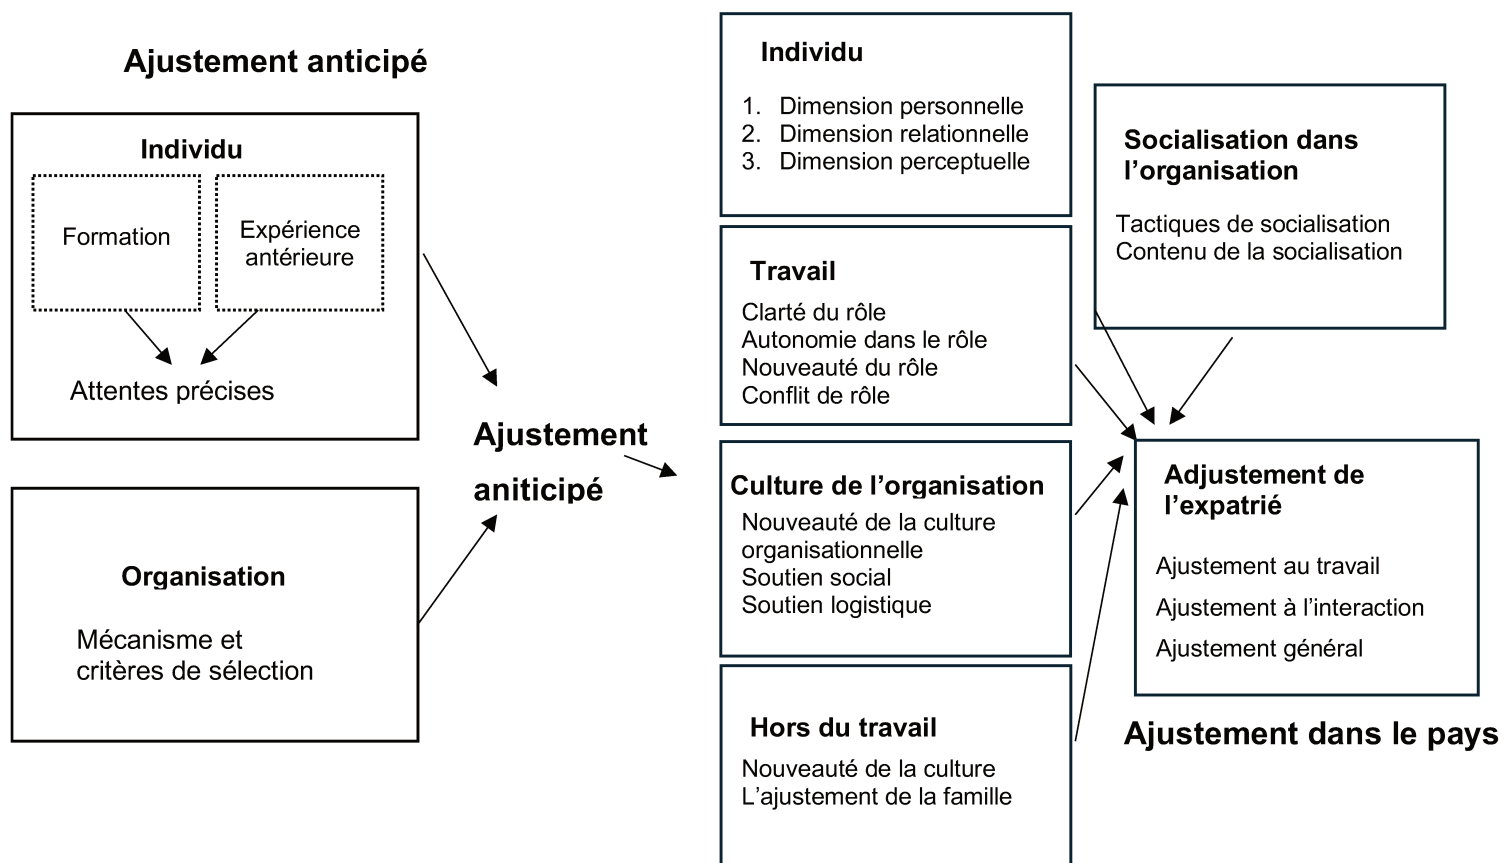 Ajustement anticipé
Individu
Formation
Expérience
antérieure
Attentes précises
Organisation
Mécanisme et
critères de sélection
Ajustement
aniticipé
Individu
1. Dimension personnelle
2. Dimension relationnelle
3. Dimension perceptuelle
Travail
Clarté du rôle
Autonomie dans le rôle
Nouveauté du rôle
Conflit de rôle
Culture de l’organisation
Nouveauté de la culture
organisationnelle
Soutien social
Soutien logistique
Hors du travail
Nouveauté de la culture
L’ajustement de la famille
Socialisation dans
l’organisation
Tactiques de socialisation
Contenu de la socialisation
Adjustement de
l’expatrié
Ajustement au travail
Ajustement à l’interaction
Ajustement général
Ajustement dans le pays